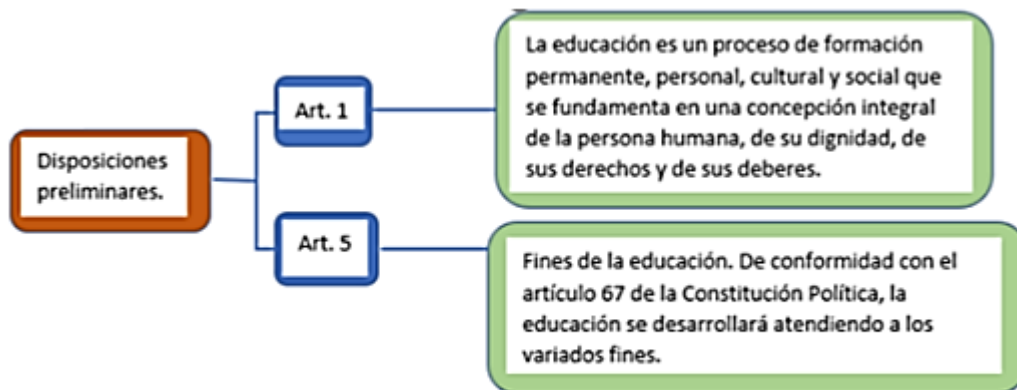 Disposiciones
preliminares.
Art. 1
La educación es un proceso de formación
permanente, personal, cultural y social que
se fundamenta en una concepción integral
de la persona humana, de su dignidad, de
sus derechos y de sus deberes.
Art. 5
Fines de la educación. De conformidad con el
artículo 67 de la Constitución Política, la
educación se desarrollará atendiendo a los
variados fines.